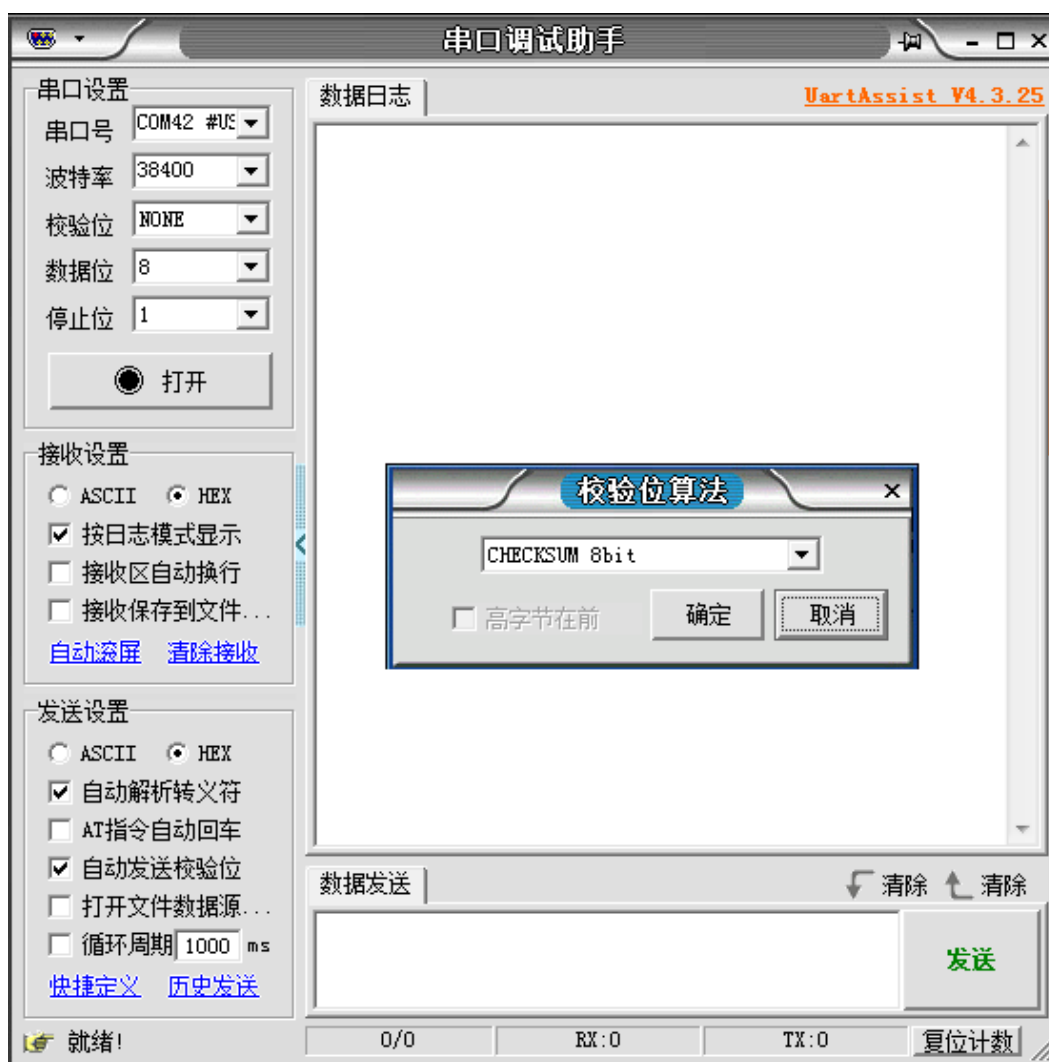 串口调试助手
串口设置
串口号 COM42 #US
波特率 38400
校验位 NONE
数据位 8
停止位 1
打开
接收设置
ASCII HEX
按日志模式显示
接收区自动换行
接收保存到文件...
自动滚屏 清除接收
发送设置
ASCII HEX
自动解析转义符
AT指令自动回车
自动发送校验位
打开文件数据源...
循环周期 1000 ms
快捷定义 历史发送
数据日志
UartAssist V4.3.25
校验位算法
CHECKSUM 8bit
高字节在前 确定 取消
数据发送 清除 清除
发送
就绪! 0/0 RX:0 TX:0 复位计数